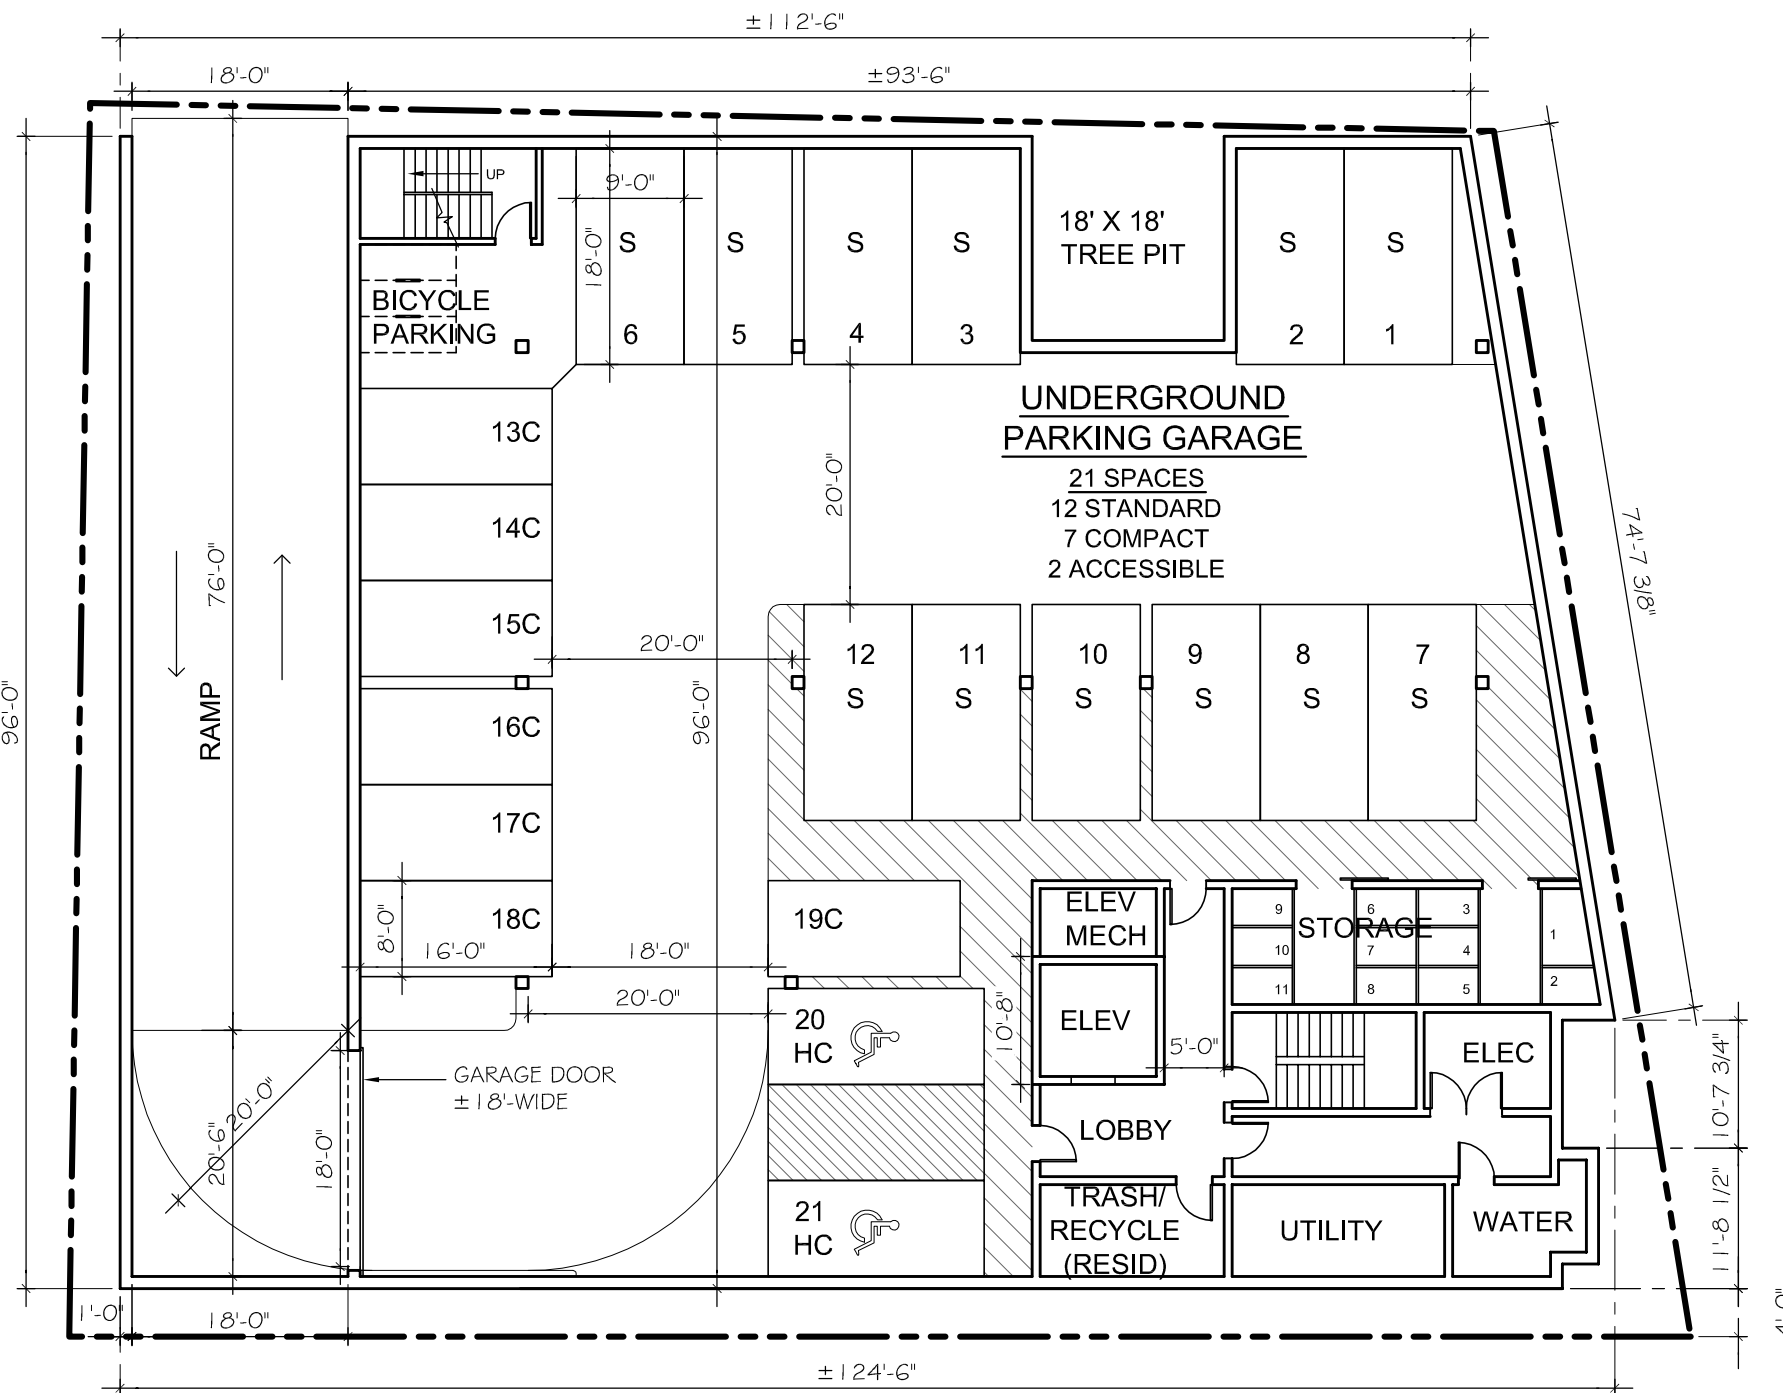 ±112'-6"
18'-0"
±93'-6"
UP
9'-0"
18'-0"
S
S
S
S
S
S
6
5
4
3
2
1
18' X 18'
TREE PIT
BICYCLE
PARKING
UNDERGROUND
PARKING GARAGE
21 SPACES
12 STANDARD
7 COMPACT
2 ACCESSIBLE
13C
14C
15C
16C
17C
18C
20'-0"
20'-0"
74'-7 3/8"
76'-0"
RAMP
96'-0"
96'-0"
12
11
10
9
8
7
S
S
S
S
S
S
8'-0"
16'-0"
18'-0"
20'-0"
19C
20
HC
21
HC
ELEV
MECH
ELEV
10'-8"
5'-0"
STORAGE
9
10
11
6
7
8
3
4
5
1
2
ELEC
LOBBY
TRASH/
RECYCLE
(RESID)
UTILITY
WATER
GARAGE DOOR
±18'-WIDE
20'-0"
20'-6"
18'-0"
10'-7 3/4"
11'-8 1/2"
4'-0"
1'-0"
18'-0"
±124'-6"